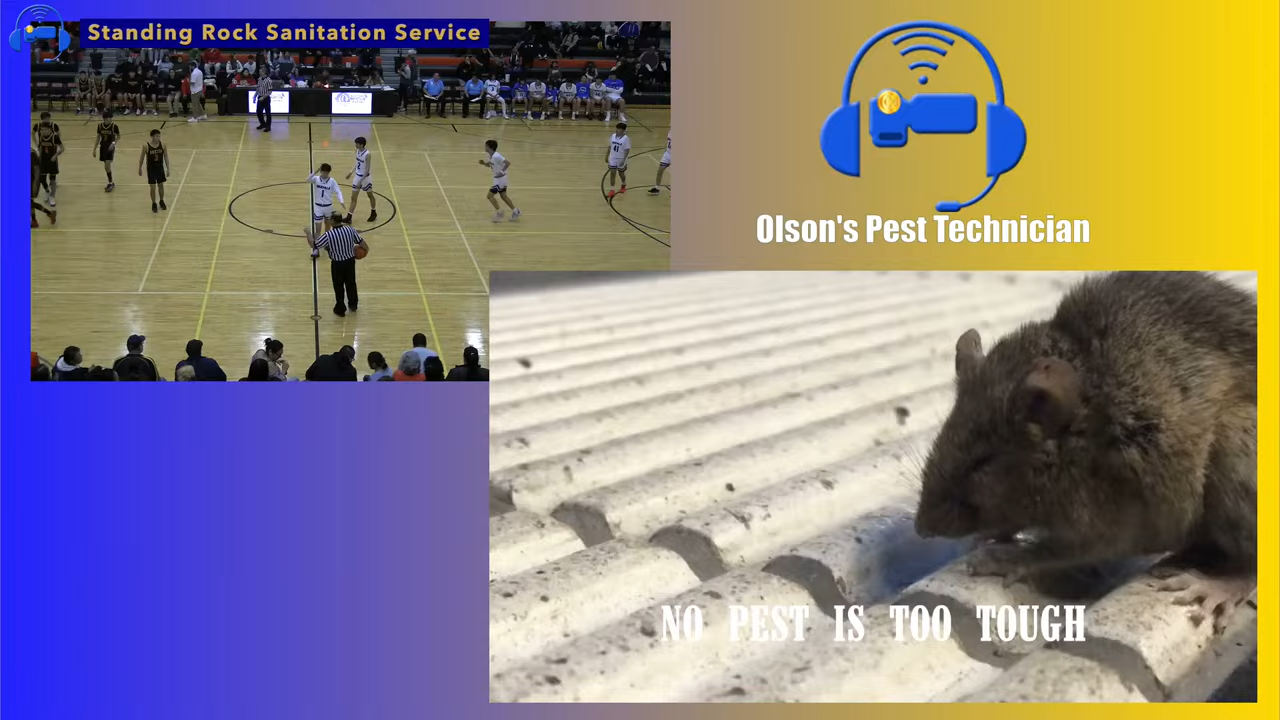 Standing Rock Sanitation Service
Olson's Pest Technician
NO PEST IS TOO TOUGH